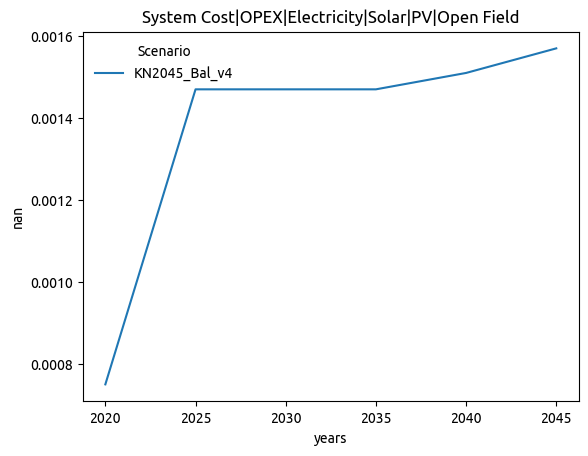 System Cost|OPEX|Electricity|Solar|PV|Open Field
0.0016
0.0014
0.0012
0.0010
0.0008
nan
Scenario
KN2045_Bal_v4
2020 2025 2030 2035 2040 2045
years